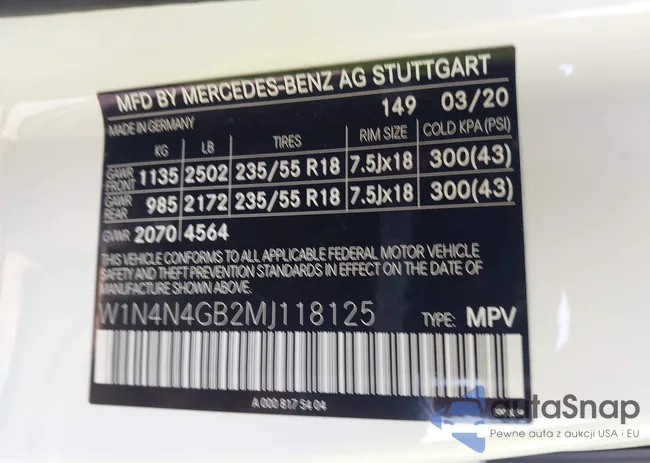 MFD BY MERCEDES-BENZ AG STUTTGART
149 03/20
MADE IN GERMANY
KG LB TIRES RIM SIZE COLD KPA(PSI)
GAWR FRONT 1135 2502 235/55 R18 7.5Jx18 300(43)
GAWR REAR 985 2172 235/55 R18 7.5Jx18 300(43)
GVWR 2070 4564
THIS VEHICLE CONFORMS TO ALL APPLICABLE FEDERAL MOTOR VEHICLE
SAFETY AND THEFT PREVENTION STANDARDS IN EFFECT ON THE DATE OF
MANUFACTURE SHOWN ABOVE.
W1N4N4GB2MJ118125 TYPE: MPV
A 000 817 54 04
autaSnap
Pewne auta z aukcji USA i EU